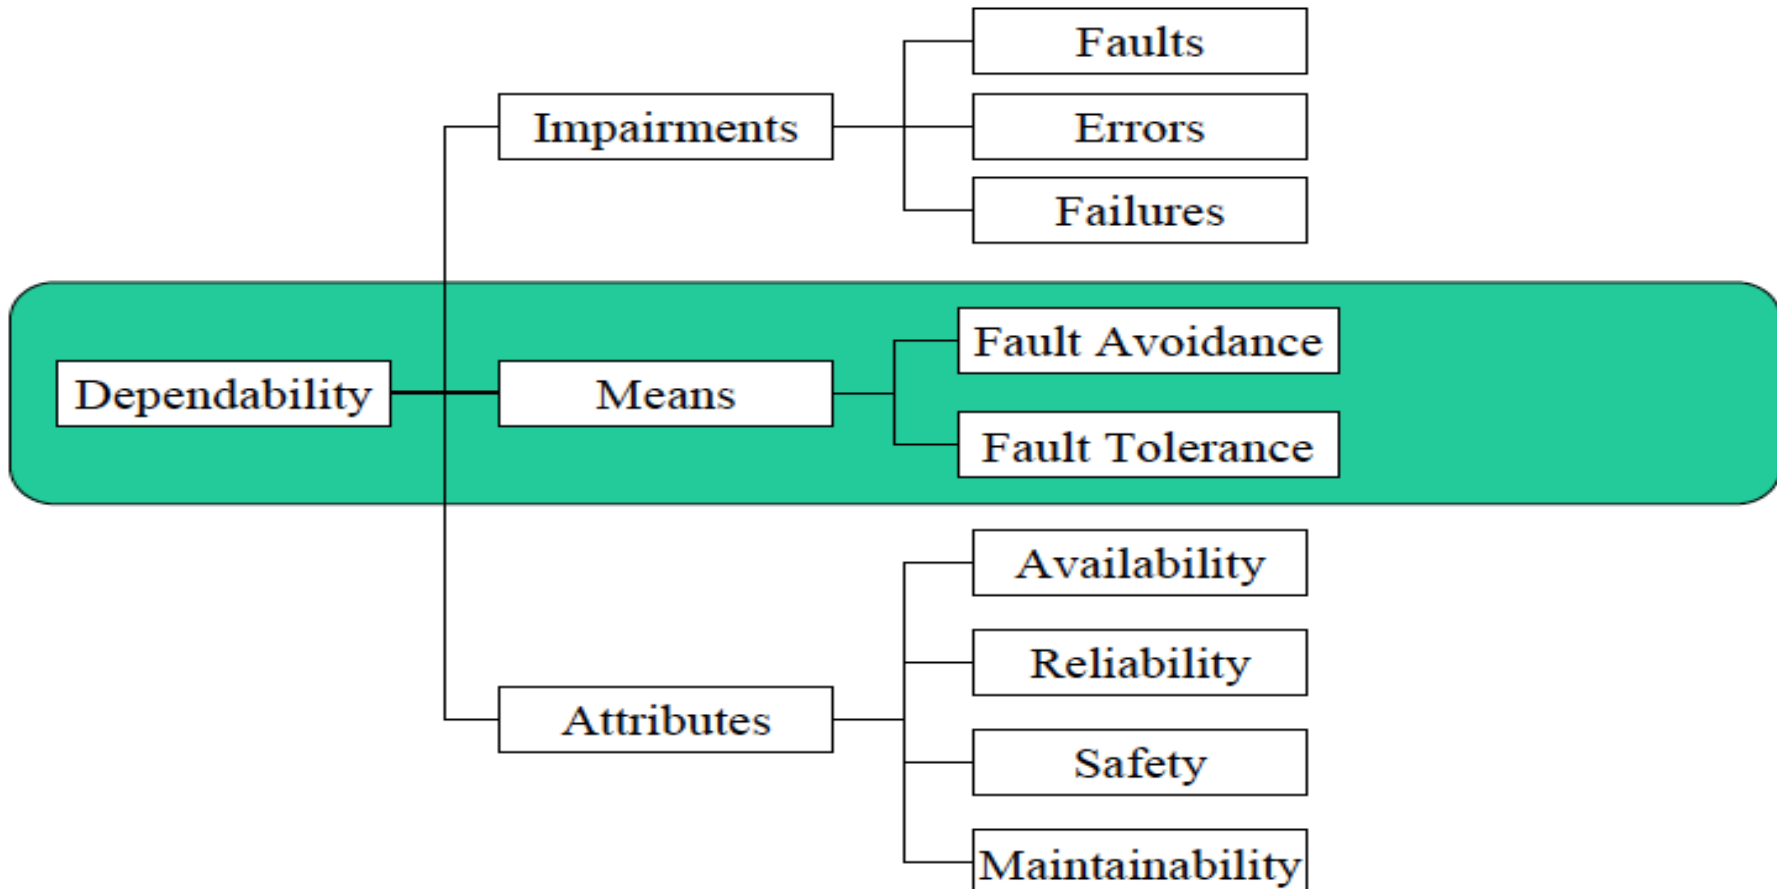 Faults
Impairments
Errors
Failures
Fault Avoidance
Dependability
Means
Fault Tolerance
Availability
Reliability
Attributes
Safety
Maintainability